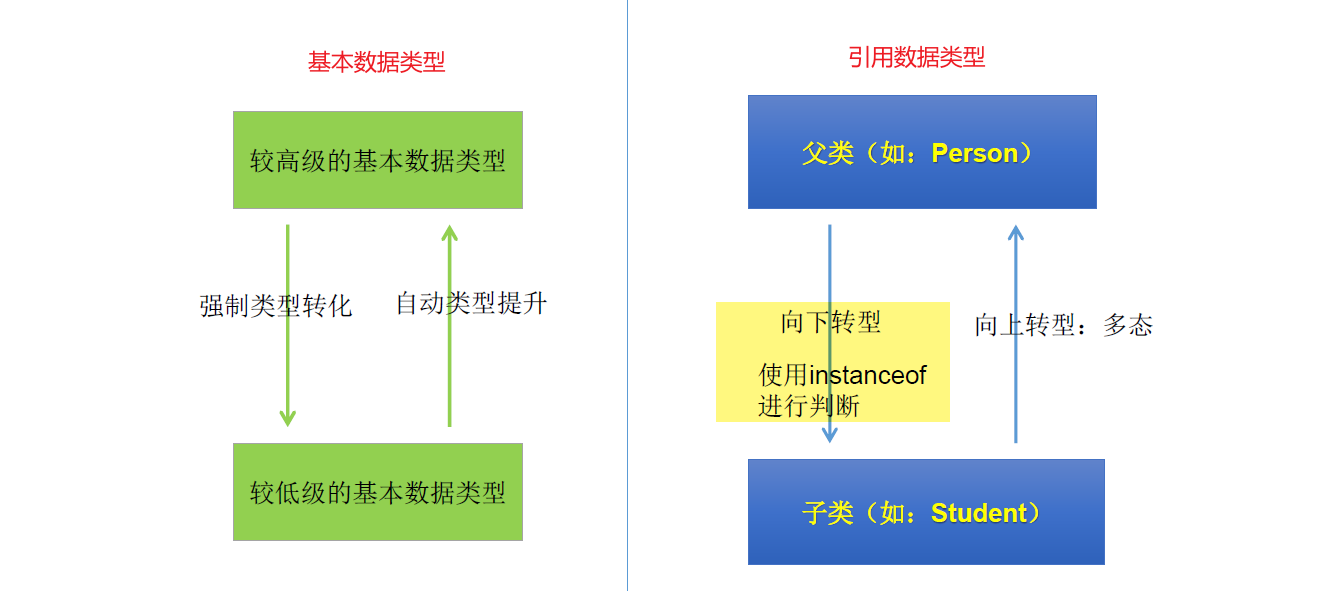 基本数据类型
较高级的基本数据类型
强制类型转化
自动类型提升
较低级的基本数据类型
引用数据类型
父类（如：Person）
向下转型
使用instanceof
进行判断
向上转型：多态
子类（如：Student）